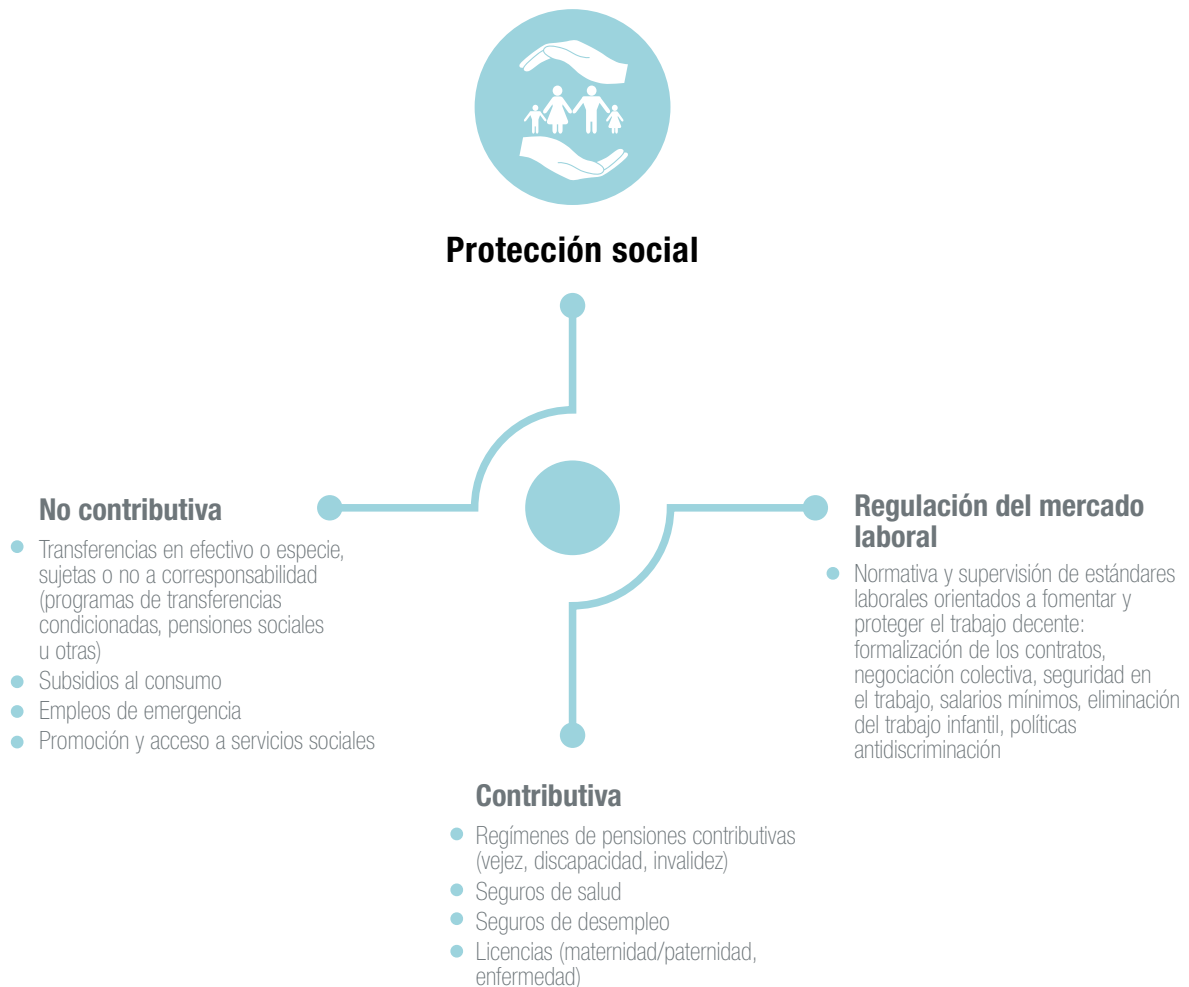 Protección social
No contributiva
Transferencias en efectivo o especie,
sujetas o no a corresponsabilidad
(programas de transferencias
condicionadas, pensiones sociales
u otras)
Subsidios al consumo
Empleos de emergencia
Promoción y acceso a servicios sociales
Regulación del mercado
laboral
Normativa y supervisión de estándares
laborales orientados a fomentar y
proteger el trabajo decente:
formalización de los contratos,
negociación colectiva, seguridad en
el trabajo, salarios mínimos, eliminación
del trabajo infantil, políticas
antidiscriminación
Contributiva
Regímenes de pensiones contributivas
(vejez, discapacidad, invalidez)
Seguros de salud
Seguros de desempleo
Licencias (maternidad/paternidad,
enfermedad)